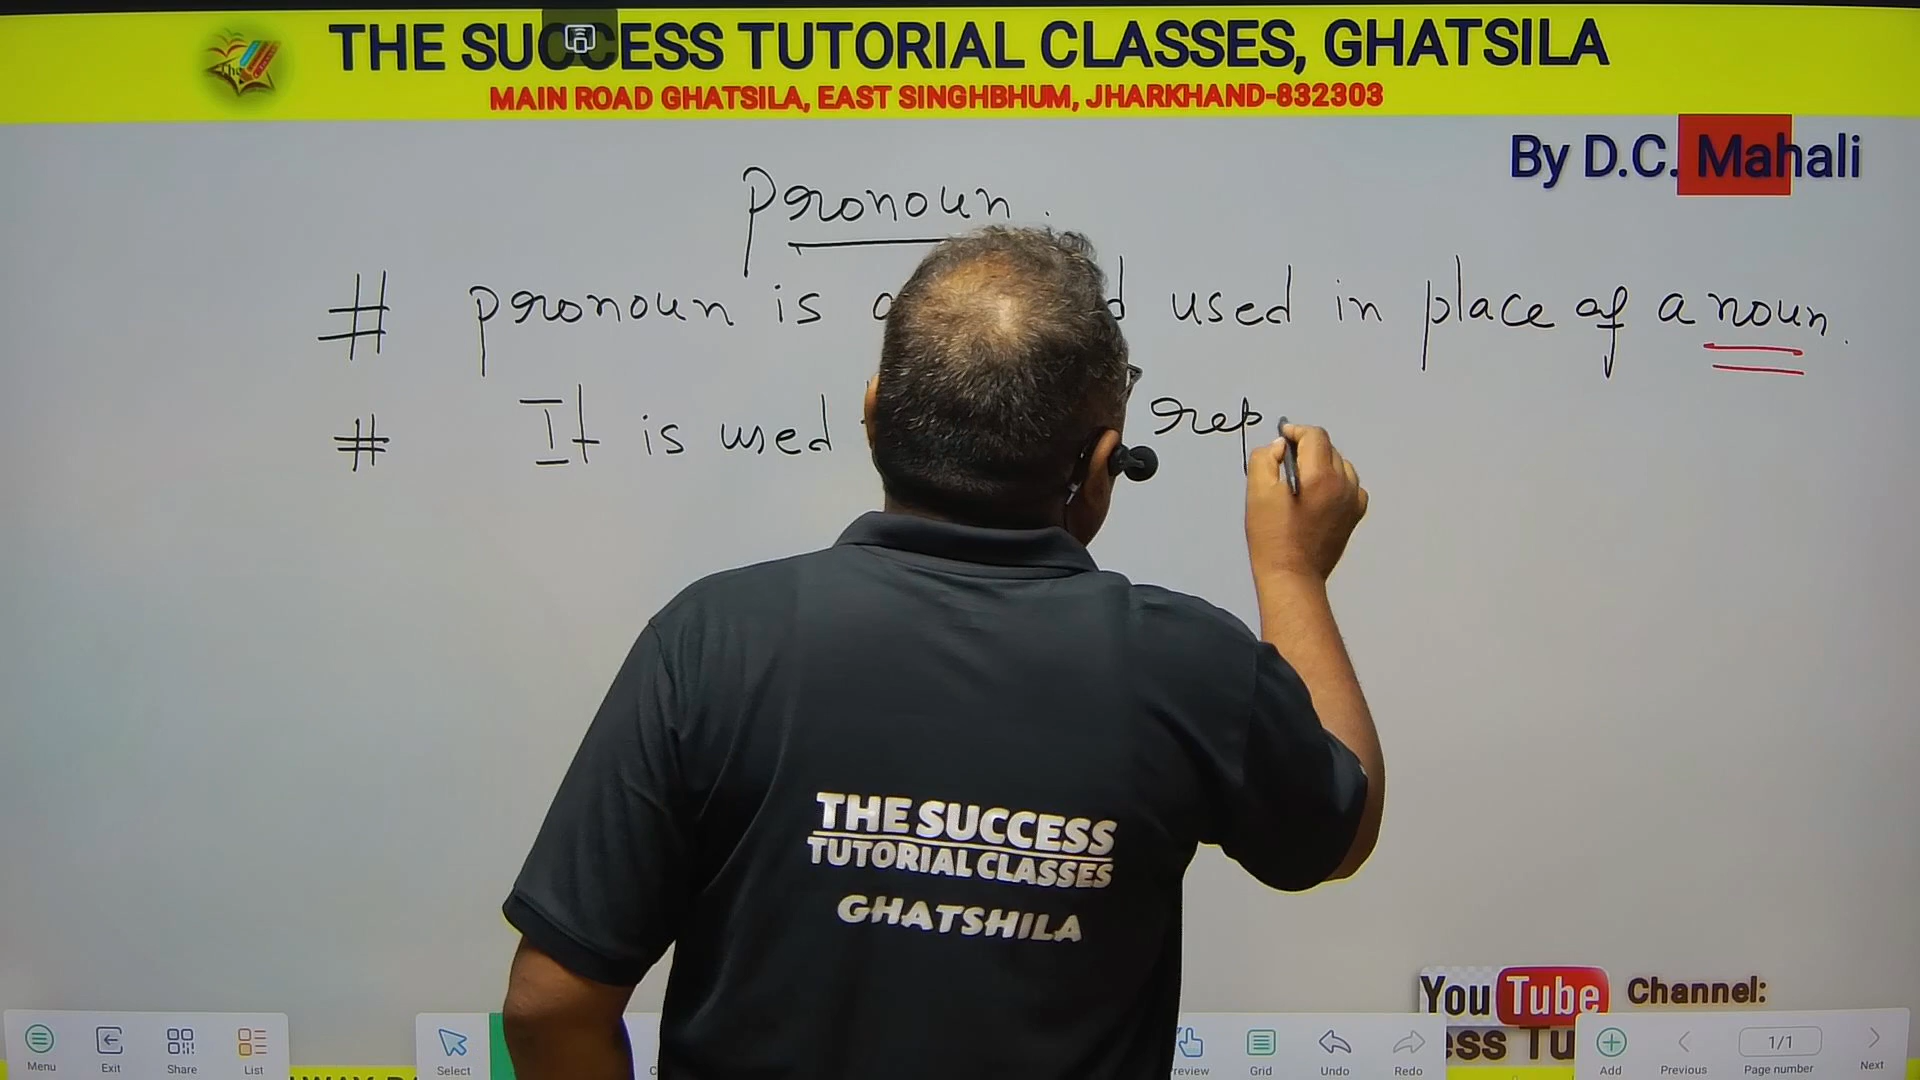 THE SUCCESS TUTORIAL CLASSES, GHATSILA
MAIN ROAD GHATSILA, EAST SINGHBHUM, JHARKHAND-832303
By D.C. Mahali
Pronoun.
# pronoun is used in place of a noun.
# It is used rep
THE SUCCESS
TUTORIAL CLASSES
GHATSHILA
YouTube Channel:
Menu Exit Share List Select Grid Undo Redo Add Previous 1/1 Page number Next